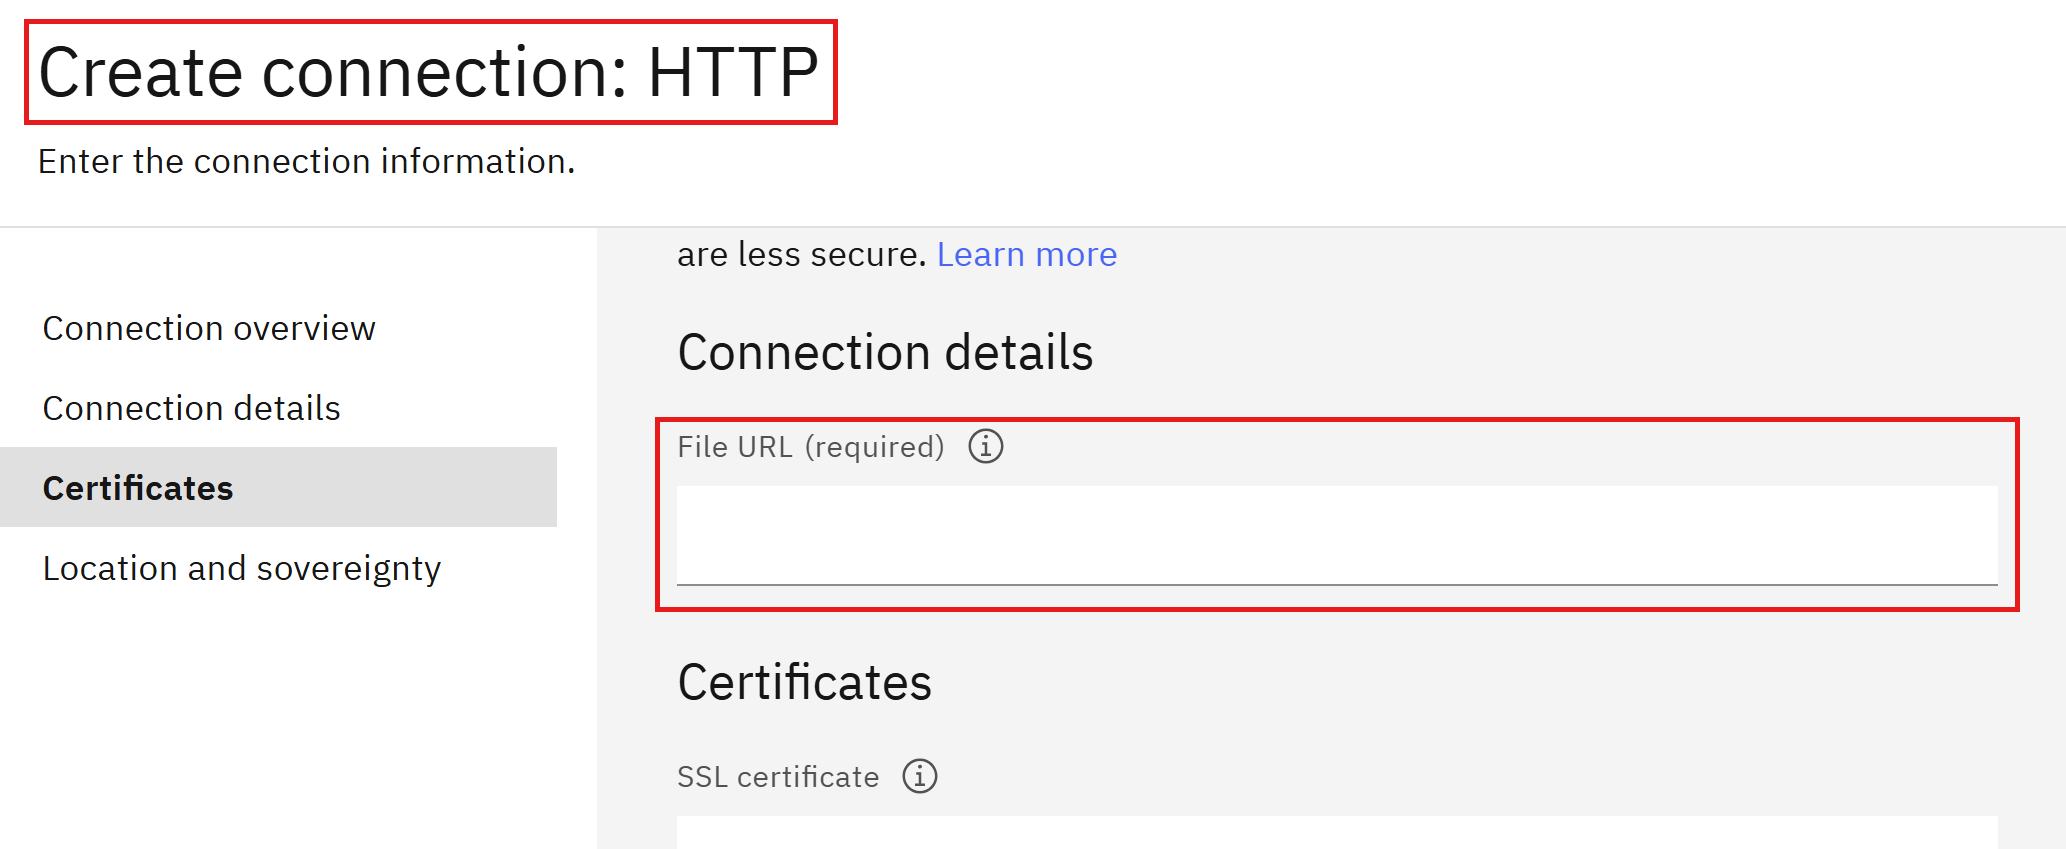 Create connection: HTTP
Enter the connection information.
Connection overview
Connection details
Certificates
Location and sovereignty
are less secure. Learn more
Connection details
File URL (required)
Certificates
SSL certificate